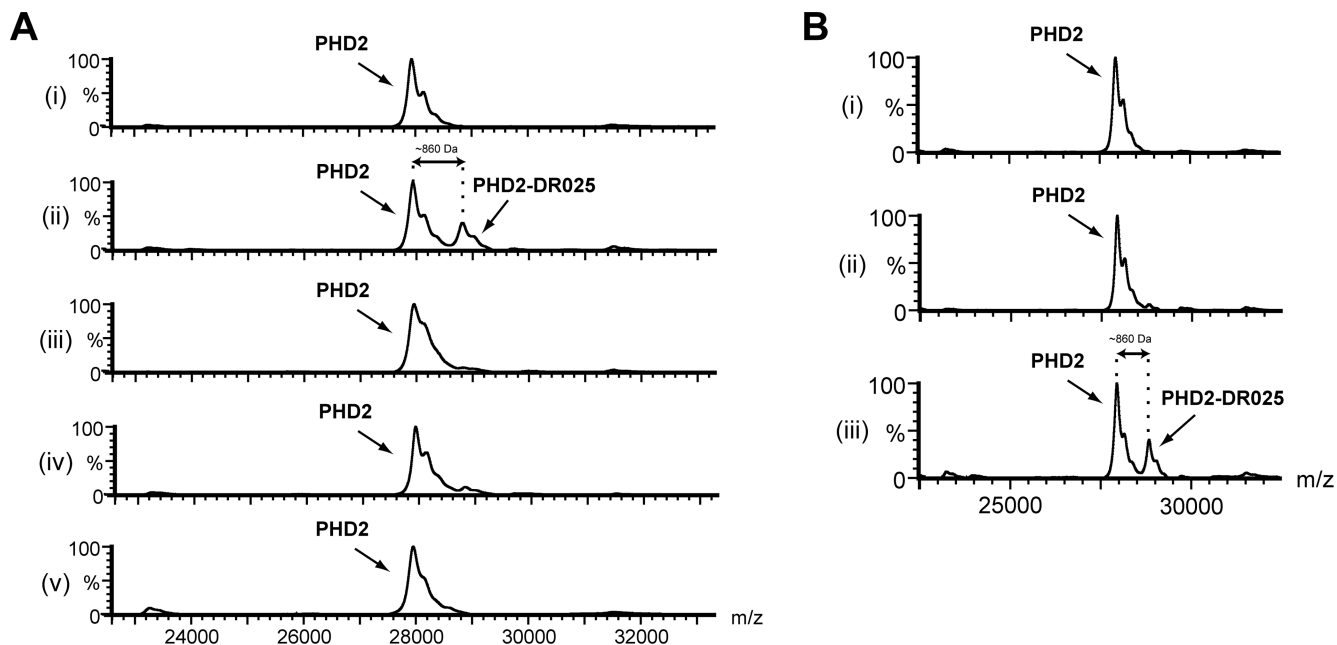 A
PHD2
100
(i) %
0
~860 Da
PHD2
PHD2-DR025
100
(ii) %
0
PHD2
100
(iii) %
0
PHD2
100
(iv) %
0
PHD2
100
(v) %
0
m/z
24000 26000 28000 30000 32000
B
PHD2
100
(i) %
0
PHD2
100
(ii) %
0
~860 Da
PHD2
100
PHD2-DR025
(iii) %
0
m/z
25000 30000